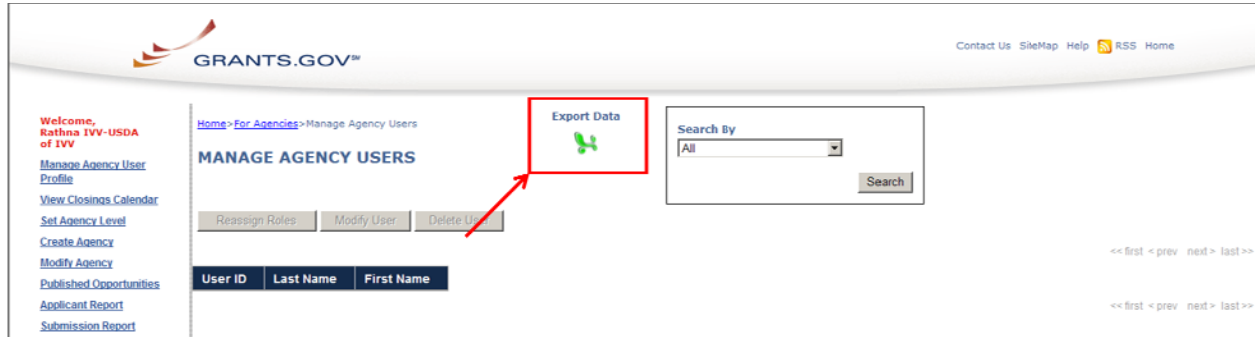 GRANTS.GOV℠
Contact Us SiteMap Help RSS Home
Welcome,
Rathna IVV-USDA
of IVV
Manage Agency User
Profile
View Closings Calendar
Set Agency Level
Create Agency
Modify Agency
Published Opportunities
Applicant Report
Submission Report
Home>For Agencies>Manage Agency Users
MANAGE AGENCY USERS
Export Data
Search By
All
Search
Reassign Roles Modify User Delete User
<< first < prev next > last >>
User ID Last Name First Name
<< first < prev next > last >>